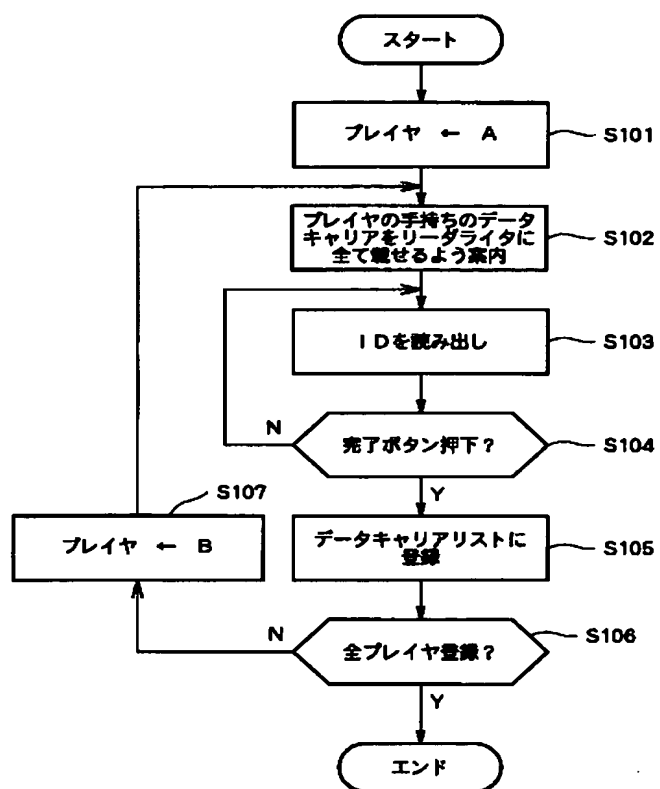 スタート
プレイヤ ← A
S101
プレイヤの手持ちのデータ
キャリアをリーダライタに
全て載せるよう案内
S102
IDを読み出し
S103
N
完了ボタン押下?
S104
Y
S107
プレイヤ ← B
データキャリアリストに
登録
S105
N
全プレイヤ登録?
S106
Y
エンド